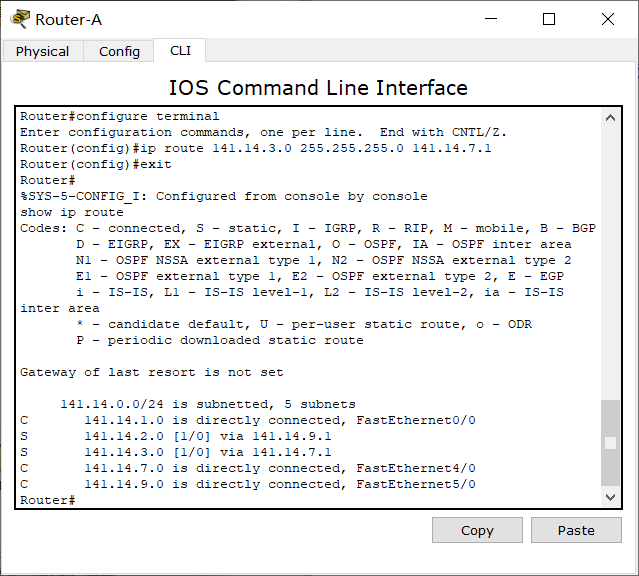 Router-A
Physical Config CLI
IOS Command Line Interface
Router#configure terminal
Enter configuration commands, one per line.  End with CNTL/Z.
Router(config)#ip route 141.14.3.0 255.255.255.0 141.14.7.1
Router(config)#exit
Router#
%SYS-5-CONFIG_I: Configured from console by console
show ip route
Codes: C - connected, S - static, I - IGRP, R - RIP, M - mobile, B - BGP
       D - EIGRP, EX - EIGRP external, O - OSPF, IA - OSPF inter area
       N1 - OSPF NSSA external type 1, N2 - OSPF NSSA external type 2
       E1 - OSPF external type 1, E2 - OSPF external type 2, E - EGP
       i - IS-IS, L1 - IS-IS level-1, L2 - IS-IS level-2, ia - IS-IS
inter area
       * - candidate default, U - per-user static route, o - ODR
       P - periodic downloaded static route
Gateway of last resort is not set
     141.14.0.0/24 is subnetted, 5 subnets
C       141.14.1.0 is directly connected, FastEthernet0/0
S       141.14.2.0 [1/0] via 141.14.9.1
S       141.14.3.0 [1/0] via 141.14.7.1
C       141.14.7.0 is directly connected, FastEthernet4/0
C       141.14.9.0 is directly connected, FastEthernet5/0
Router#
Copy Paste